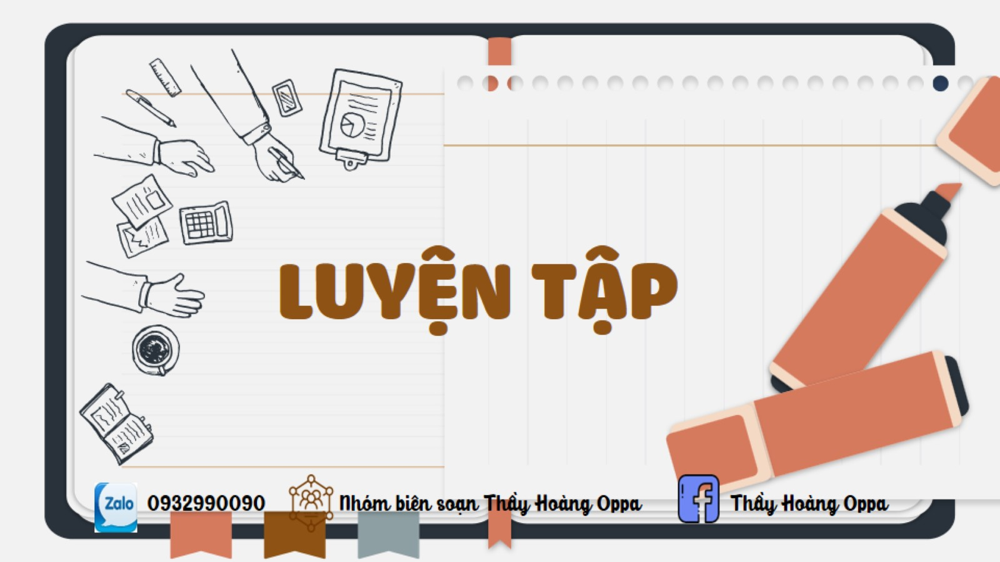 LUYỆN TẬP
Zalo 0932990090 Nhóm biên soạn Thầy Hoàng Oppa Thầy Hoàng Oppa